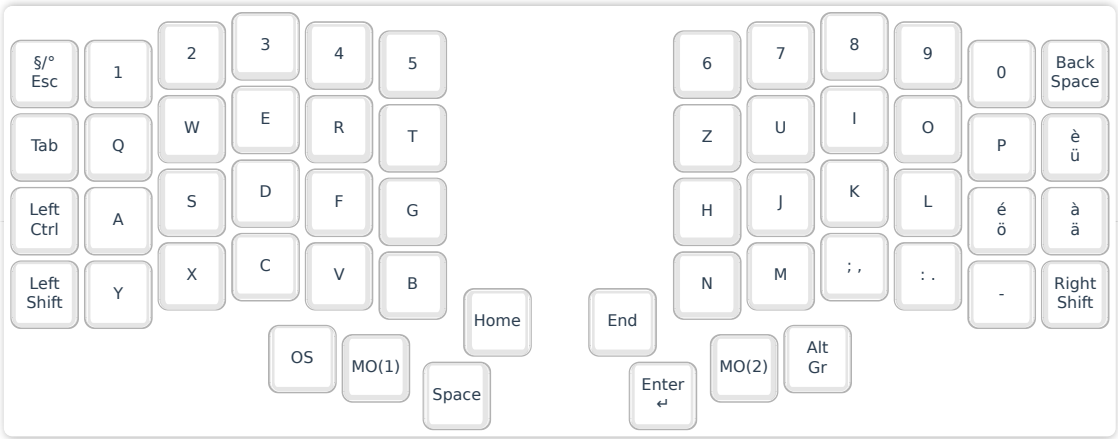 §/°
Esc
1
2
3
4
5
6
7
8
9
0
Back
Space
Tab
Q
W
E
R
T
Z
U
I
O
P
è
ü
Left
Ctrl
A
S
D
F
G
H
J
K
L
é
ö
à
ä
Left
Shift
Y
X
C
V
B
N
M
; ,
: .
-
Right
Shift
Home
End
OS
MO(1)
Space
Enter
↵
MO(2)
Alt
Gr